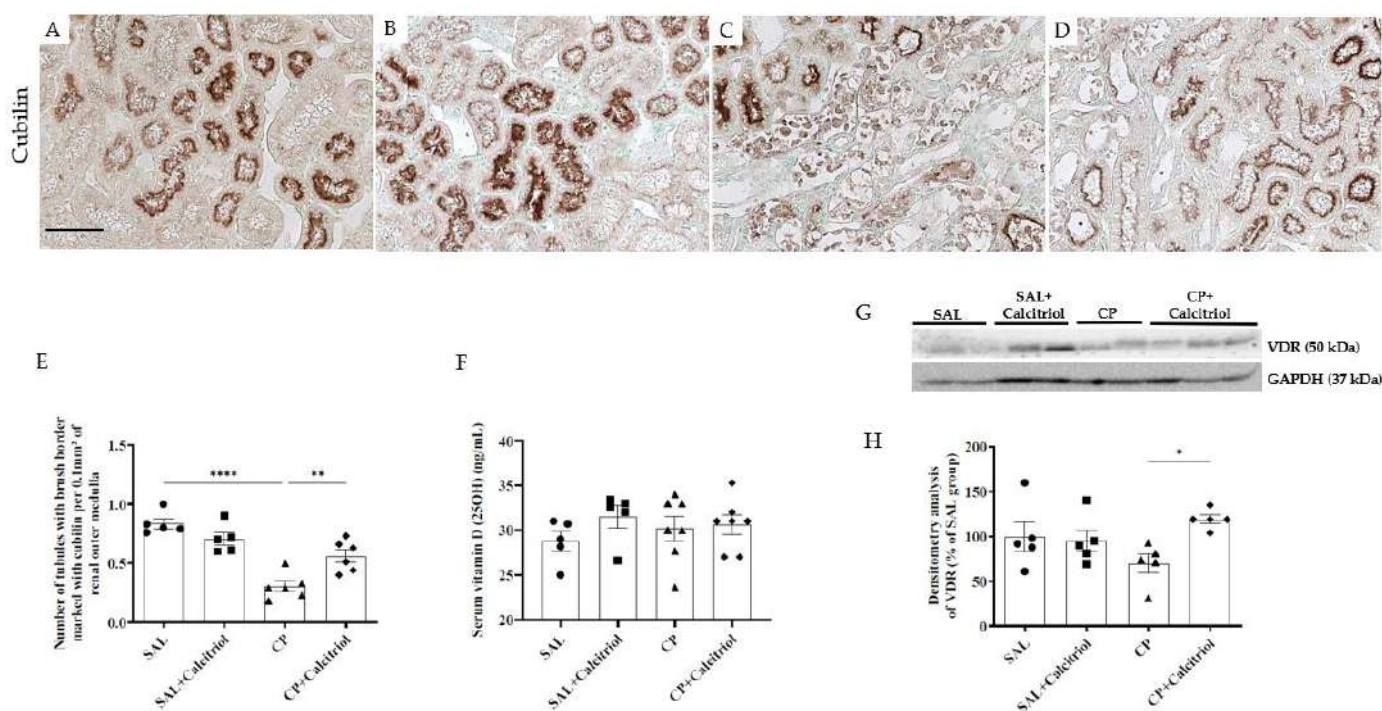 A
B
C
D
Cubilin
G
SAL
SAL+
Calcitriol
CP
CP+
Calcitriol
VDR (50 kDa)
GAPDH (37 kDa)
E
Number of tubules with brush border
marked with cubilin per 0.1mm² of
renal outer medulla
1.5
1.0
0.5
0.0
****
**
SAL
SAL+Calcitriol
CP
CP+Calcitriol
F
Serum vitamin D (25OH) (ng/mL)
40
35
30
25
20
SAL
SAL+Calcitriol
CP
CP+Calcitriol
H
Densitometry analysis
of VDR (% of SAL group)
200
150
100
50
0
*
SAL
SAL+Calcitriol
CP
CP+Calcitriol